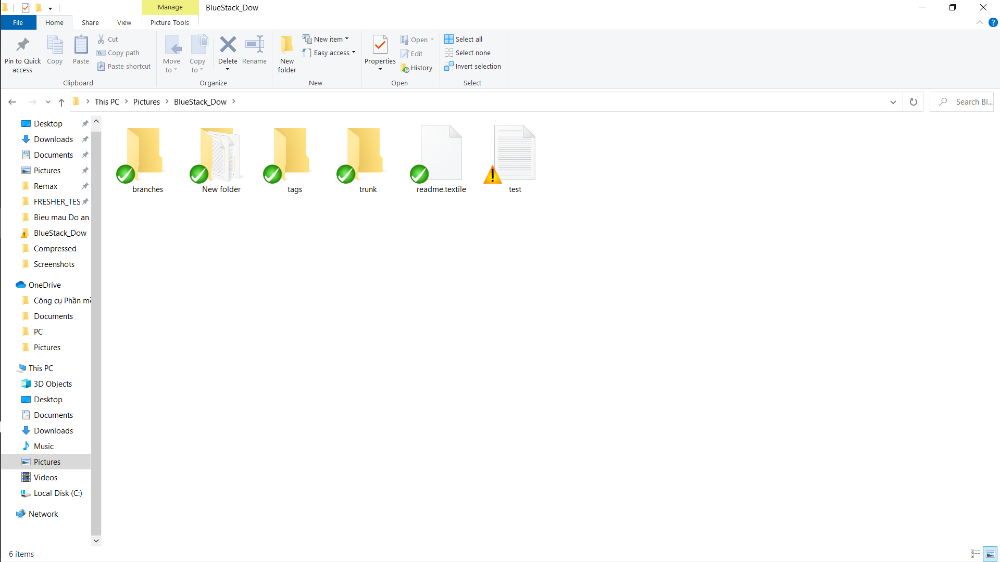 Manage
BlueStack_Dow
File
Home
Share
View
Picture Tools
Pin to Quick access
Copy
Paste
Cut
Copy path
Paste shortcut
Clipboard
Move to
Copy to
Delete
Rename
Organize
New folder
New item
Easy access
New
Properties
Open
Edit
History
Open
Select all
Select none
Invert selection
Select
This PC
Pictures
BlueStack_Dow
Search Bl...
Desktop
Downloads
Documents
Pictures
Remax
FRESHER_TES
Bieu mau Do an
BlueStack_Dow
Compressed
Screenshots
OneDrive
Công cụ Phần mề
Documents
PC
Pictures
This PC
3D Objects
Desktop
Documents
Downloads
Music
Pictures
Videos
Local Disk (C:)
Network
branches
New folder
tags
trunk
readme.textile
test
6 items